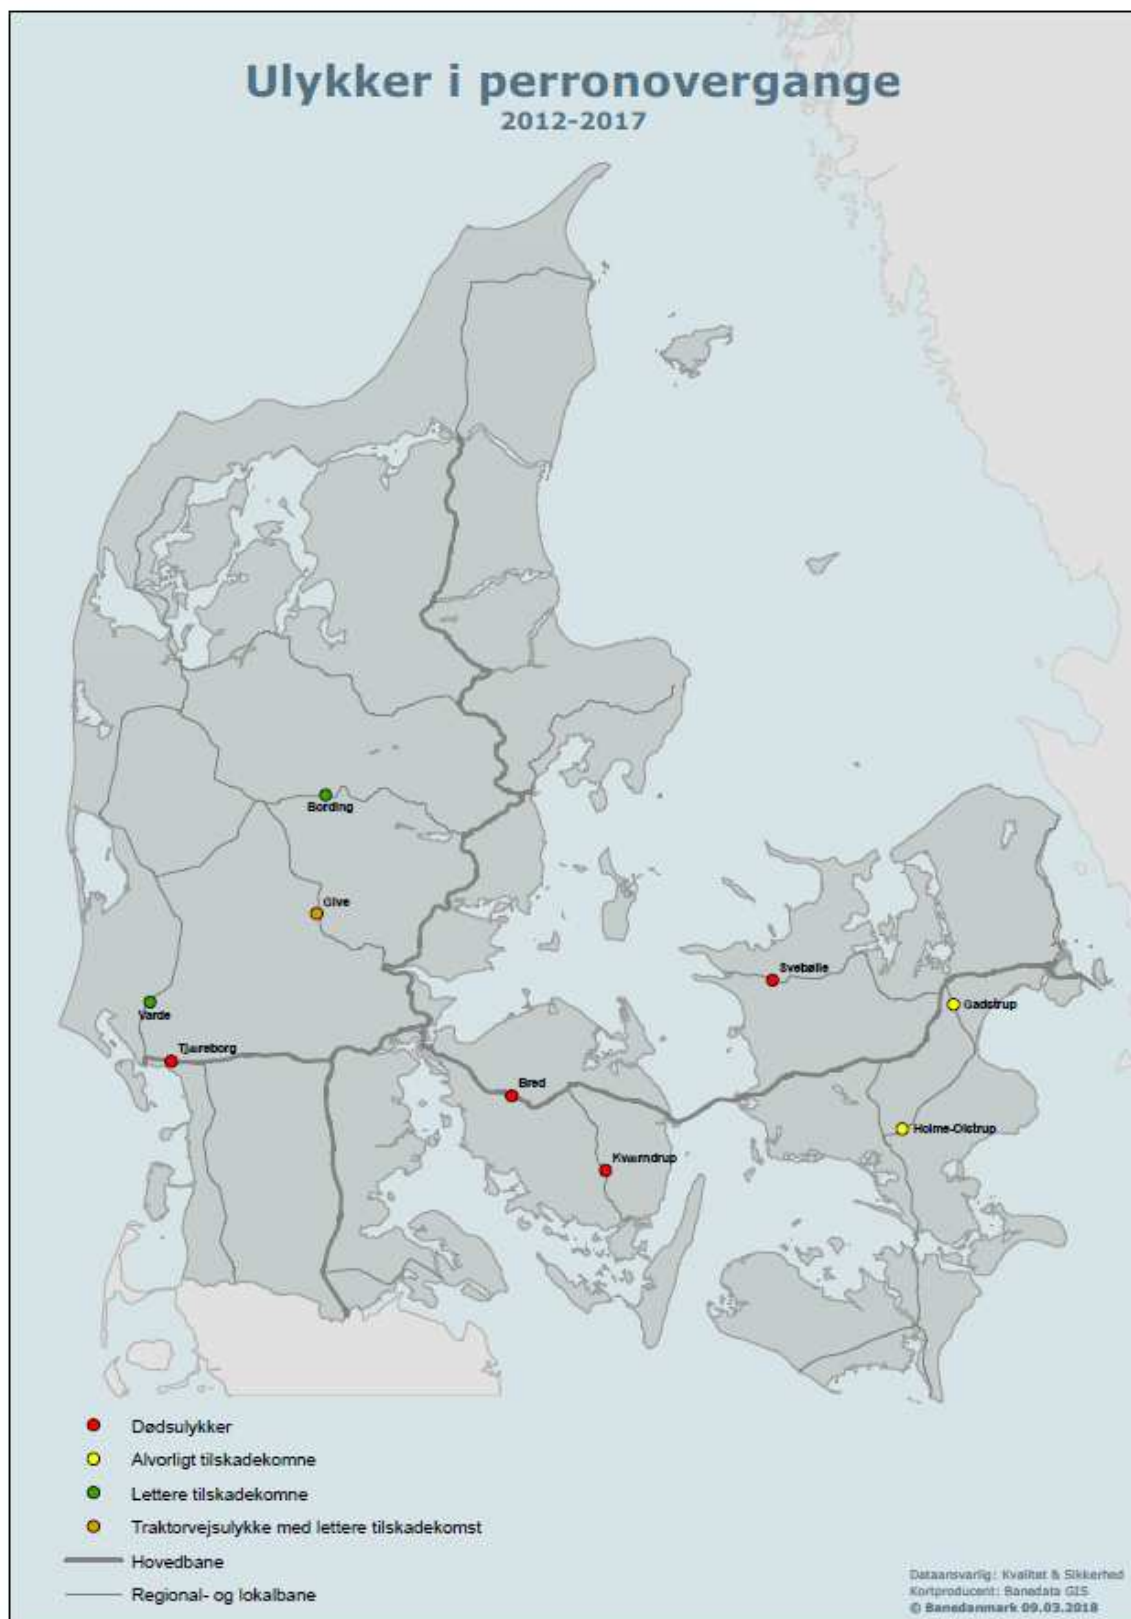 Ulykker i perronovergange
2012-2017
Bording
Give
Svebølle
Gadstrup
Varde
Tjæreborg
Bred
Holme-Olstrup
Kværndrup
Dødsulykker
Alvorligt tilskadekomne
Lettere tilskadekomne
Traktorvejsulykke med lettere tilskadekomst
Hovedbane
Regional- og lokalbane
Dataansvarlig: Kvalitet & Sikkerhed
Kortproducent: Banedata GIS
© Banedanmark 09.03.2018